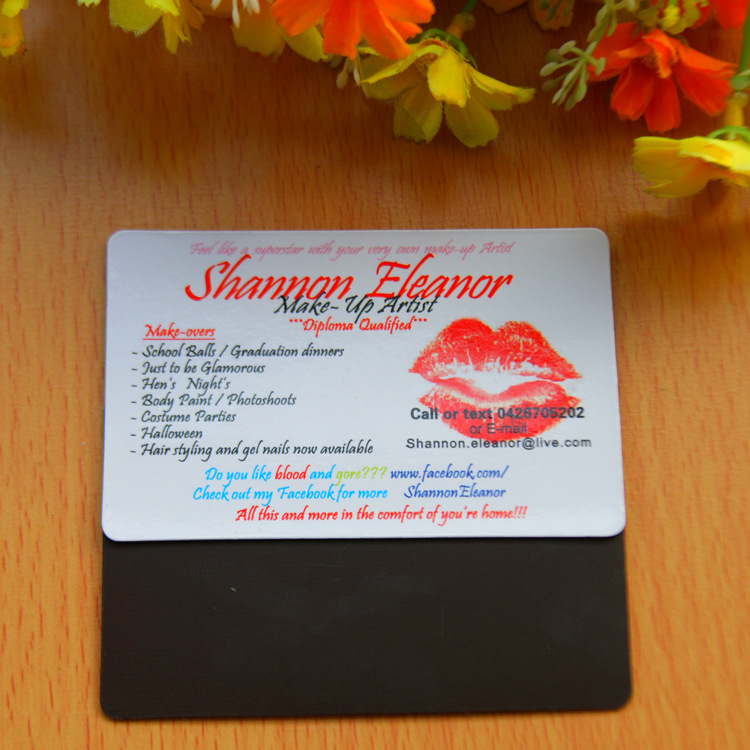 Feel like a superstar with your very own make-up Artist
Shannon Eleanor
Make-Up Artist
***Diploma Qualified***
Make-overs
- School Balls / Graduation dinners
- Just to be Glamorous
- Hen's Night's
- Body Paint / Photoshoots
- Costume Parties
- Halloween
- Hair styling and gel nails now available
Call or text 0426705202
or E-mail
Shannon.eleanor@live.com
Do you like blood and gore??? www.facebook.com/
Check out my Facebook for more ShannonEleanor
All this and more in the comfort of you're home!!!